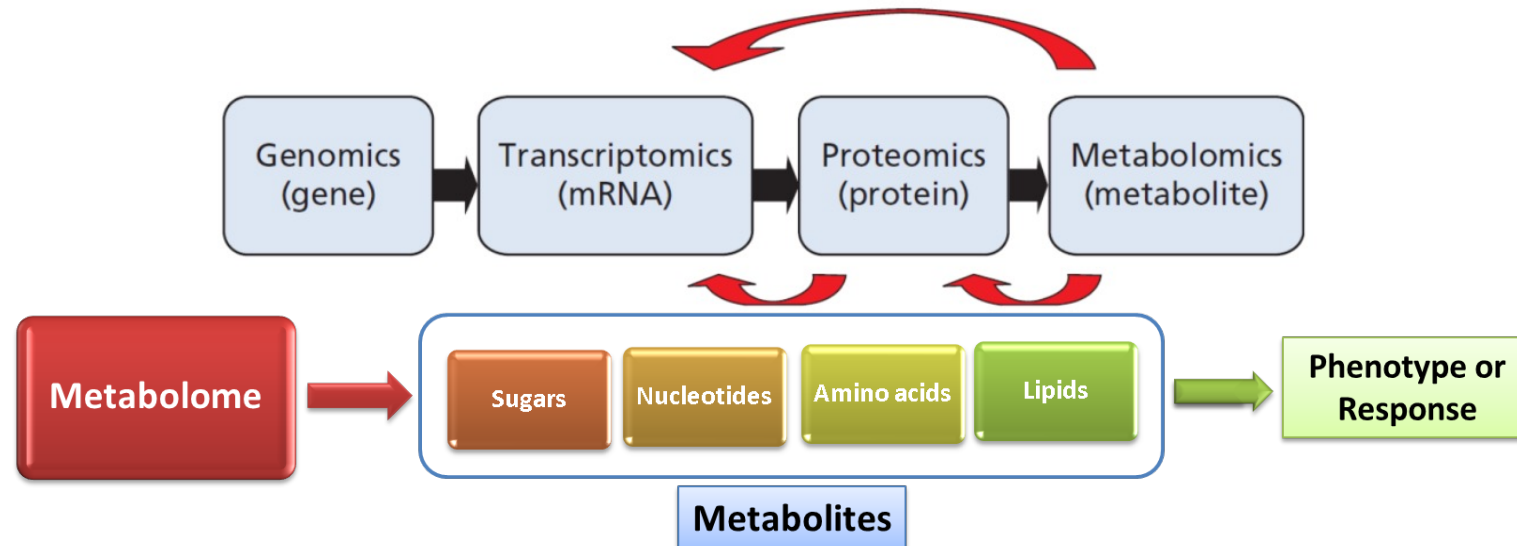 Genomics
(gene)
Transcriptomics
(mRNA)
Proteomics
(protein)
Metabolomics
(metabolite)
Metabolome
Sugars
Nucleotides
Amino acids
Lipids
Phenotype or
Response
Metabolites